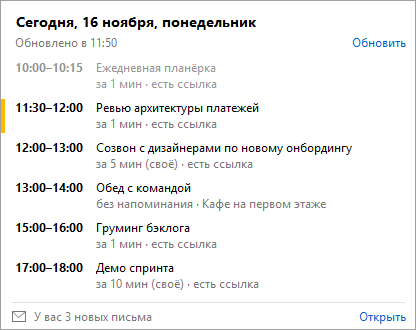 Сегодня, 16 ноября, понедельник
Обновлено в 11:50 Обновить
10:00–10:15 Ежедневная планёрка
за 1 мин · есть ссылка
11:30–12:00 Ревью архитектуры платежей
за 1 мин · есть ссылка
12:00–13:00 Созвон с дизайнерами по новому онбордингу
за 5 мин (своё) · есть ссылка
13:00–14:00 Обед с командой
без напоминания · Кафе на первом этаже
15:00–16:00 Груминг бэклога
за 1 мин · есть ссылка
17:00–18:00 Демо спринта
за 10 мин (своё) · есть ссылка
У вас 3 новых письма Открыть